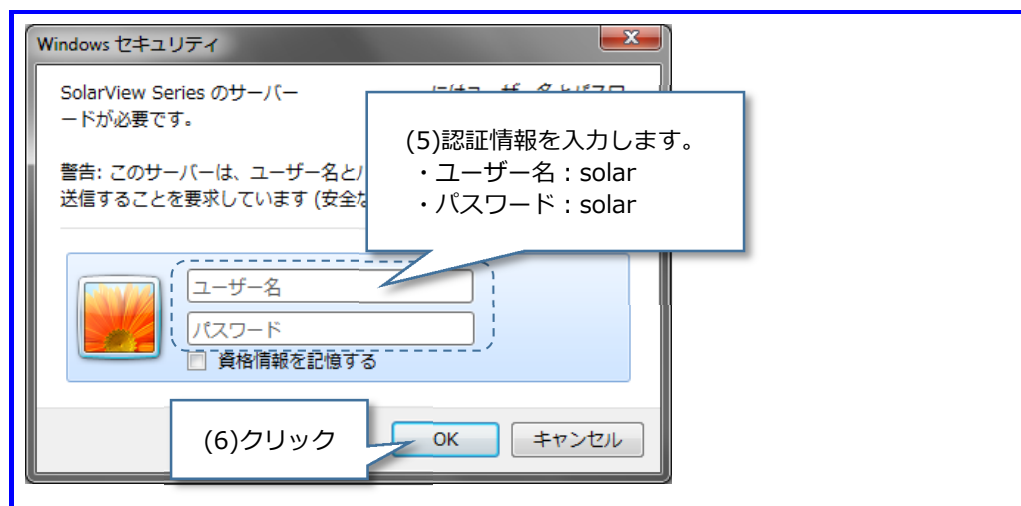 Windows セキュリティ
SolarView Series のサーバー
ードが必要です。
警告: このサーバーは、ユーザー名と
送信することを要求しています (安全
(5)認証情報を入力します。
・ユーザー名：solar
・パスワード：solar
ユーザー名
パスワード
資格情報を記憶する
(6)クリック
OK
キャンセル